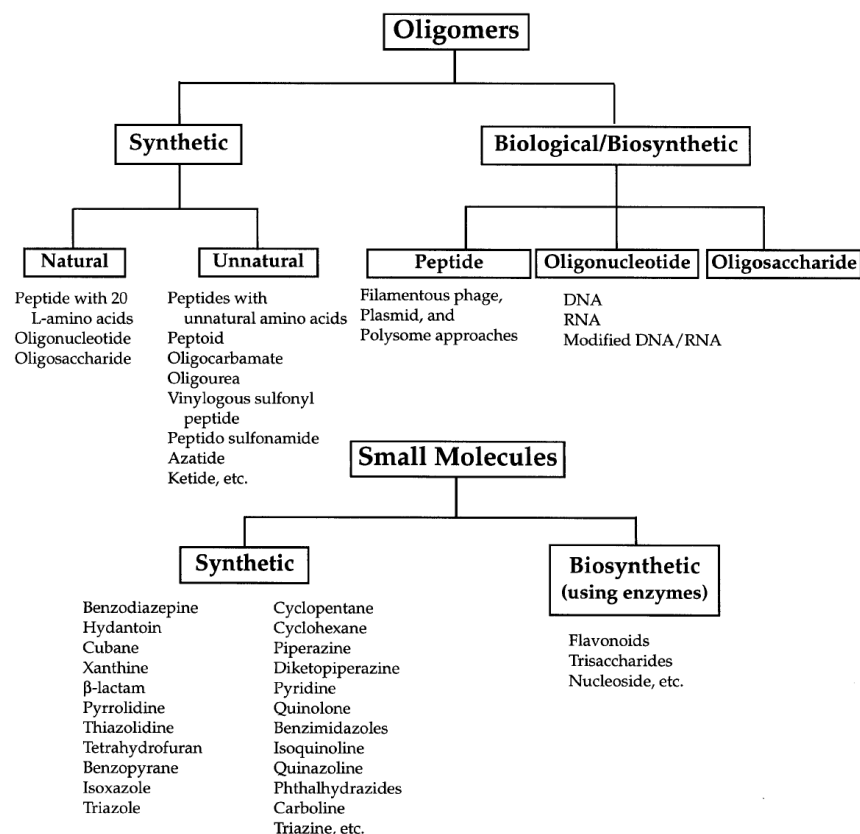 Oligomers
Synthetic
Biological/Biosynthetic
Natural
Unnatural
Peptide
Oligonucleotide
Oligosaccharide
Peptide with 20
L-amino acids
Oligonucleotide
Oligosaccharide
Peptides with
unnatural amino acids
Peptoid
Oligocarbamate
Oligourea
Vinylogous sulfonyl
peptide
Peptido sulfonamide
Azatide
Ketide, etc.
Filamentous phage,
Plasmid, and
Polysome approaches
DNA
RNA
Modified DNA/RNA
Small Molecules
Synthetic
Biosynthetic
(using enzymes)
Benzodiazepine
Hydantoin
Cubane
Xanthine
β-lactam
Pyrrolidine
Thiazolidine
Tetrahydrofuran
Benzopyrane
Isoxazole
Triazole
Cyclopentane
Cyclohexane
Piperazine
Diketopiperazine
Pyridine
Quinolone
Benzimidazoles
Isoquinoline
Quinazoline
Phthalhydrazides
Carboline
Triazine, etc.
Flavonoids
Trisaccharides
Nucleoside, etc.